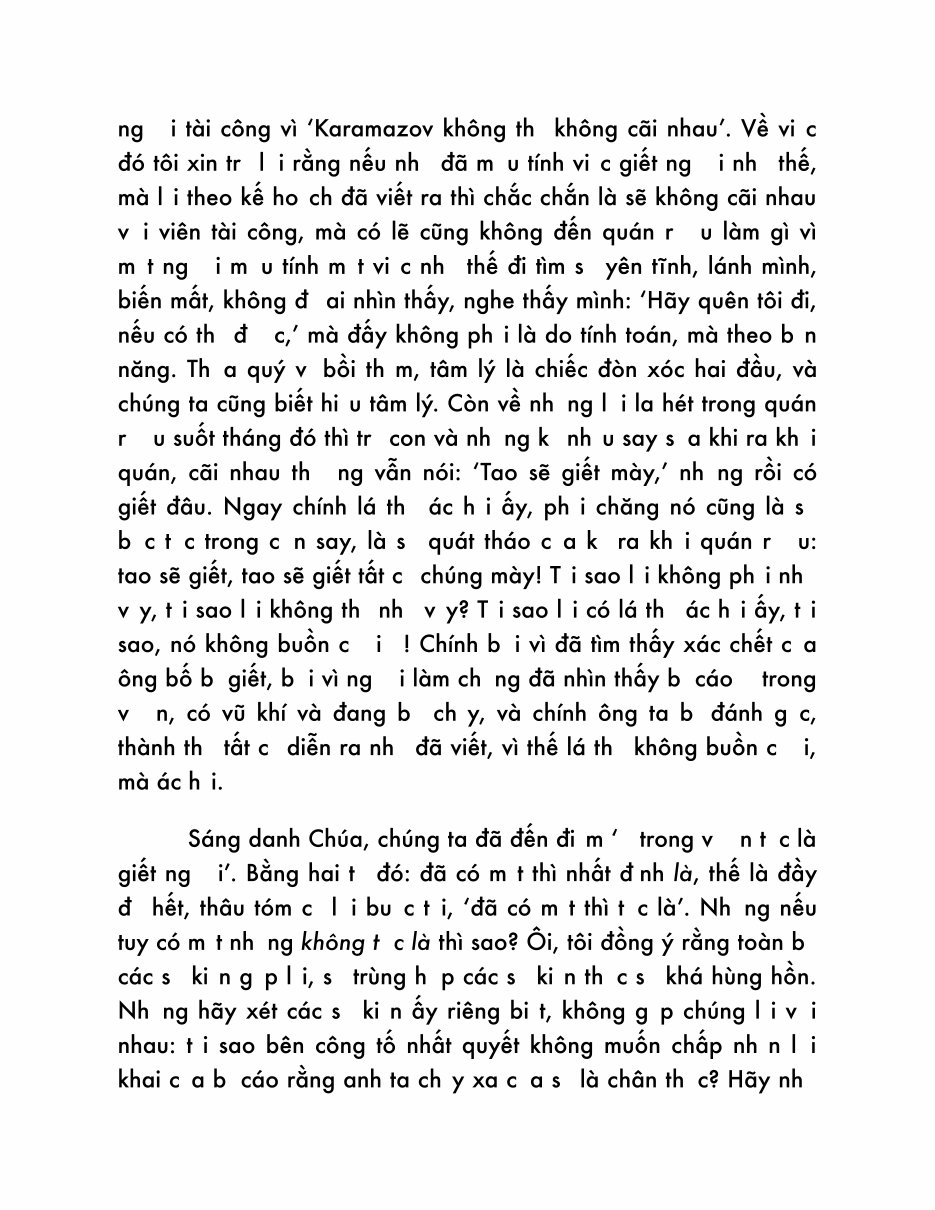 ng i tài công vì ‘Karamazov không th không cãi nhau’. Về vi c
đó tôi xin tr l i rằng nếu nh đã m u tính vi c giết ng i nh thế,
mà l i theo kế ho ch đã viết ra thì chắc chắn là sẽ không cãi nhau
v i viên tài công, mà có lẽ cũng không đến quán r u làm gì vì
m t ng i m u tính m t vi c nh thế đi tìm s yên tĩnh, lánh mình,
biến mất, không đ ai nhìn thấy, nghe thấy mình: ‘Hãy quên tôi đi,
nếu có th đ c,’ mà đấy không ph i là do tính toán, mà theo b n
năng. Th a quý v bồi th m, tâm lý là chiếc đòn xóc hai đầu, và
chúng ta cũng biết hi u tâm lý. Còn về nh ng l i la hét trong quán
r u suốt tháng đó thì tr con và nh ng k nh u say s a khi ra kh i
quán, cãi nhau th ng vẫn nói: ‘Tao sẽ giết mày,’ nh ng rồi có
giết đâu. Ngay chính lá th ác h i ấy, ph i chăng nó cũng là s
b c t c trong c n say, là s quát tháo c a k ra kh i quán r u:
tao sẽ giết, tao sẽ giết tất c chúng mày! T i sao l i không ph i nh
v y, t i sao l i không th nh v y? T i sao l i có lá th ác h i ấy, t i
sao, nó không buồn c i ! Chính b i vì đã tìm thấy xác chết c a
ông bố b giết, b i vì ng i làm ch ng đã nhìn thấy b cáo trong
v n, có vũ khí và đang b ch y, và chính ông ta b đánh g c,
thành th tất c diễn ra nh đã viết, vì thế lá th không buồn c i,
mà ác h i.
Sáng danh Chúa, chúng ta đã đến đi m ‘ trong v n t c là
giết ng i’. Bằng hai t đó: đã có m t thì nhất đ nh là, thế là đầy
đ hết, thâu tóm c l i bu c t i, ‘đã có m t thì t c là’. Nh ng nếu
tuy có m t nh ng không t c là thì sao? Ôi, tôi đồng ý rằng toàn b
các s ki n g p l i, s trùng h p các s ki n th c s khá hùng hồn.
Nh ng hãy xét các s ki n ấy riêng bi t, không g p chúng l i v i
nhau: t i sao bên công tố nhất quyết không muốn chấp nh n l i
khai c a b cáo rằng anh ta ch y xa c a s là chân th c? Hãy nh